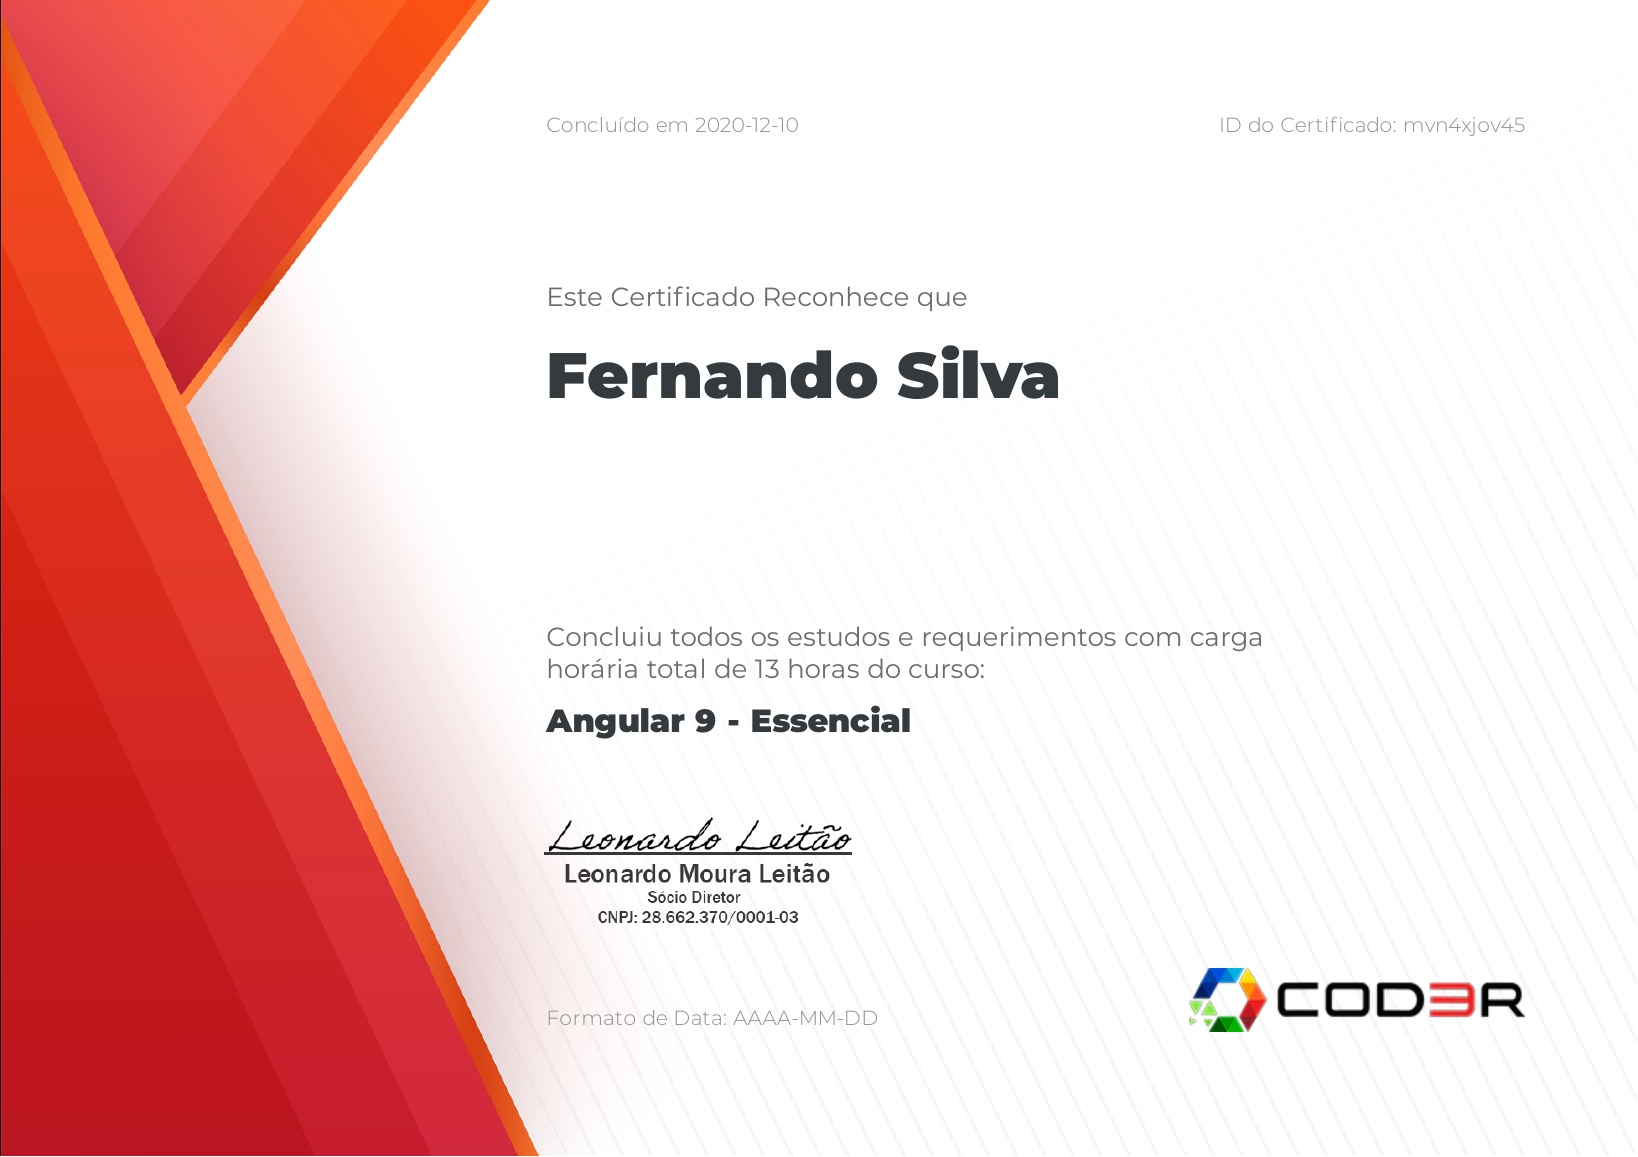 Concluído em 2020-12-10
ID do Certificado: mvn4xjov45
Este Certificado Reconhece que
Fernando Silva
Concluiu todos os estudos e requerimentos com carga
horária total de 13 horas do curso:
Angular 9 - Essencial
Leonardo Leitão
Leonardo Moura Leitão
Sócio Diretor
CNPJ: 28.662.370/0001-03
Formato de Data: AAAA-MM-DD
COD3R